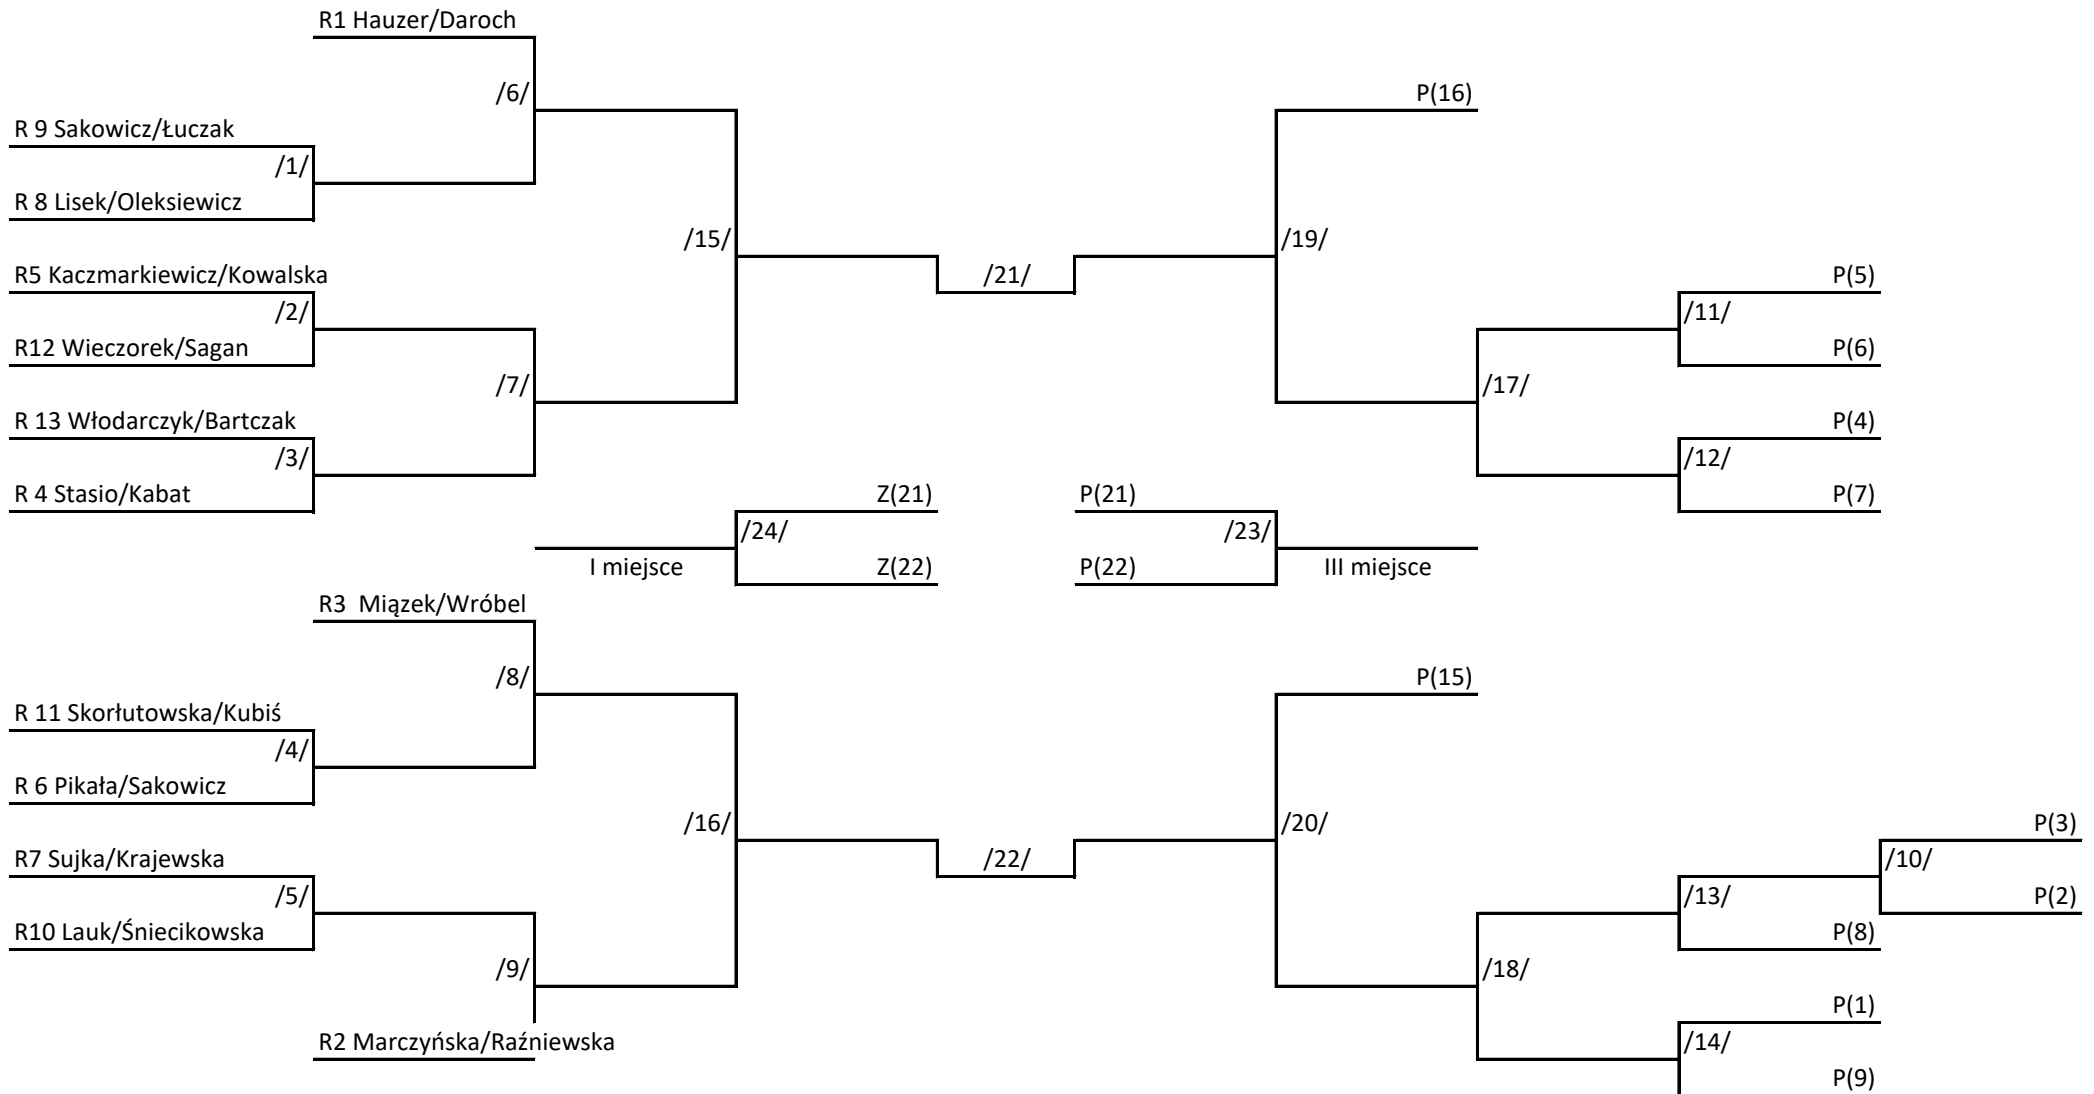 R1 Hauzer/Daroch
/6/
P(16)
R 9 Sakowicz/Łuczak
/1/
R 8 Lisek/Oleksiewicz
/15/
/19/
R5 Kaczmarkiewicz/Kowalska
/21/
P(5)
/2/
/11/
R12 Wieczorek/Sagan
P(6)
/7/
/17/
R 13 Włodarczyk/Bartczak
P(4)
/3/
/12/
R 4 Stasio/Kabat
Z(21)
P(21)
P(7)
/24/
/23/
I miejsce
Z(22)
P(22)
III miejsce
R3  Miązek/Wróbel
/8/
P(15)
R 11 Skorłutowska/Kubiś
/4/
R 6 Pikała/Sakowicz
/16/
/20/
P(3)
R7 Sujka/Krajewska
/22/
/10/
/5/
/13/
P(2)
R10 Lauk/Śniecikowska
P(8)
/9/
/18/
P(1)
R2 Marczyńska/Raźniewska
/14/
P(9)